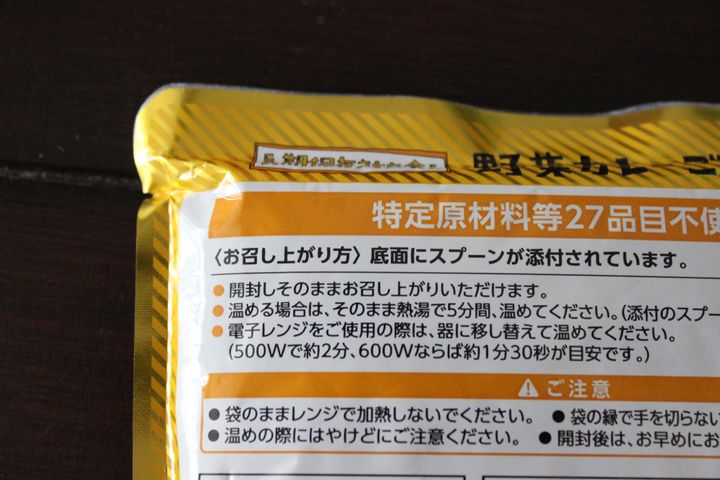 野菜カレーご
特定原材料等27品目不使
〈お召し上がり方〉底面にスプーンが添付されています。
●開封しそのままお召し上がりいただけます。
●温める場合は、そのまま熱湯で5分間、温めてください。(添付のスプー
●電子レンジをご使用の際は、器に移し替えて温めてください。
(500Wで約2分、600Wならば約1分30秒が目安です。)
⚠ご注意
●袋のままレンジで加熱しないでください。 ●袋の縁で手を切らない
●温めの際にはやけどにご注意ください。 ●開封後は、お早めにお